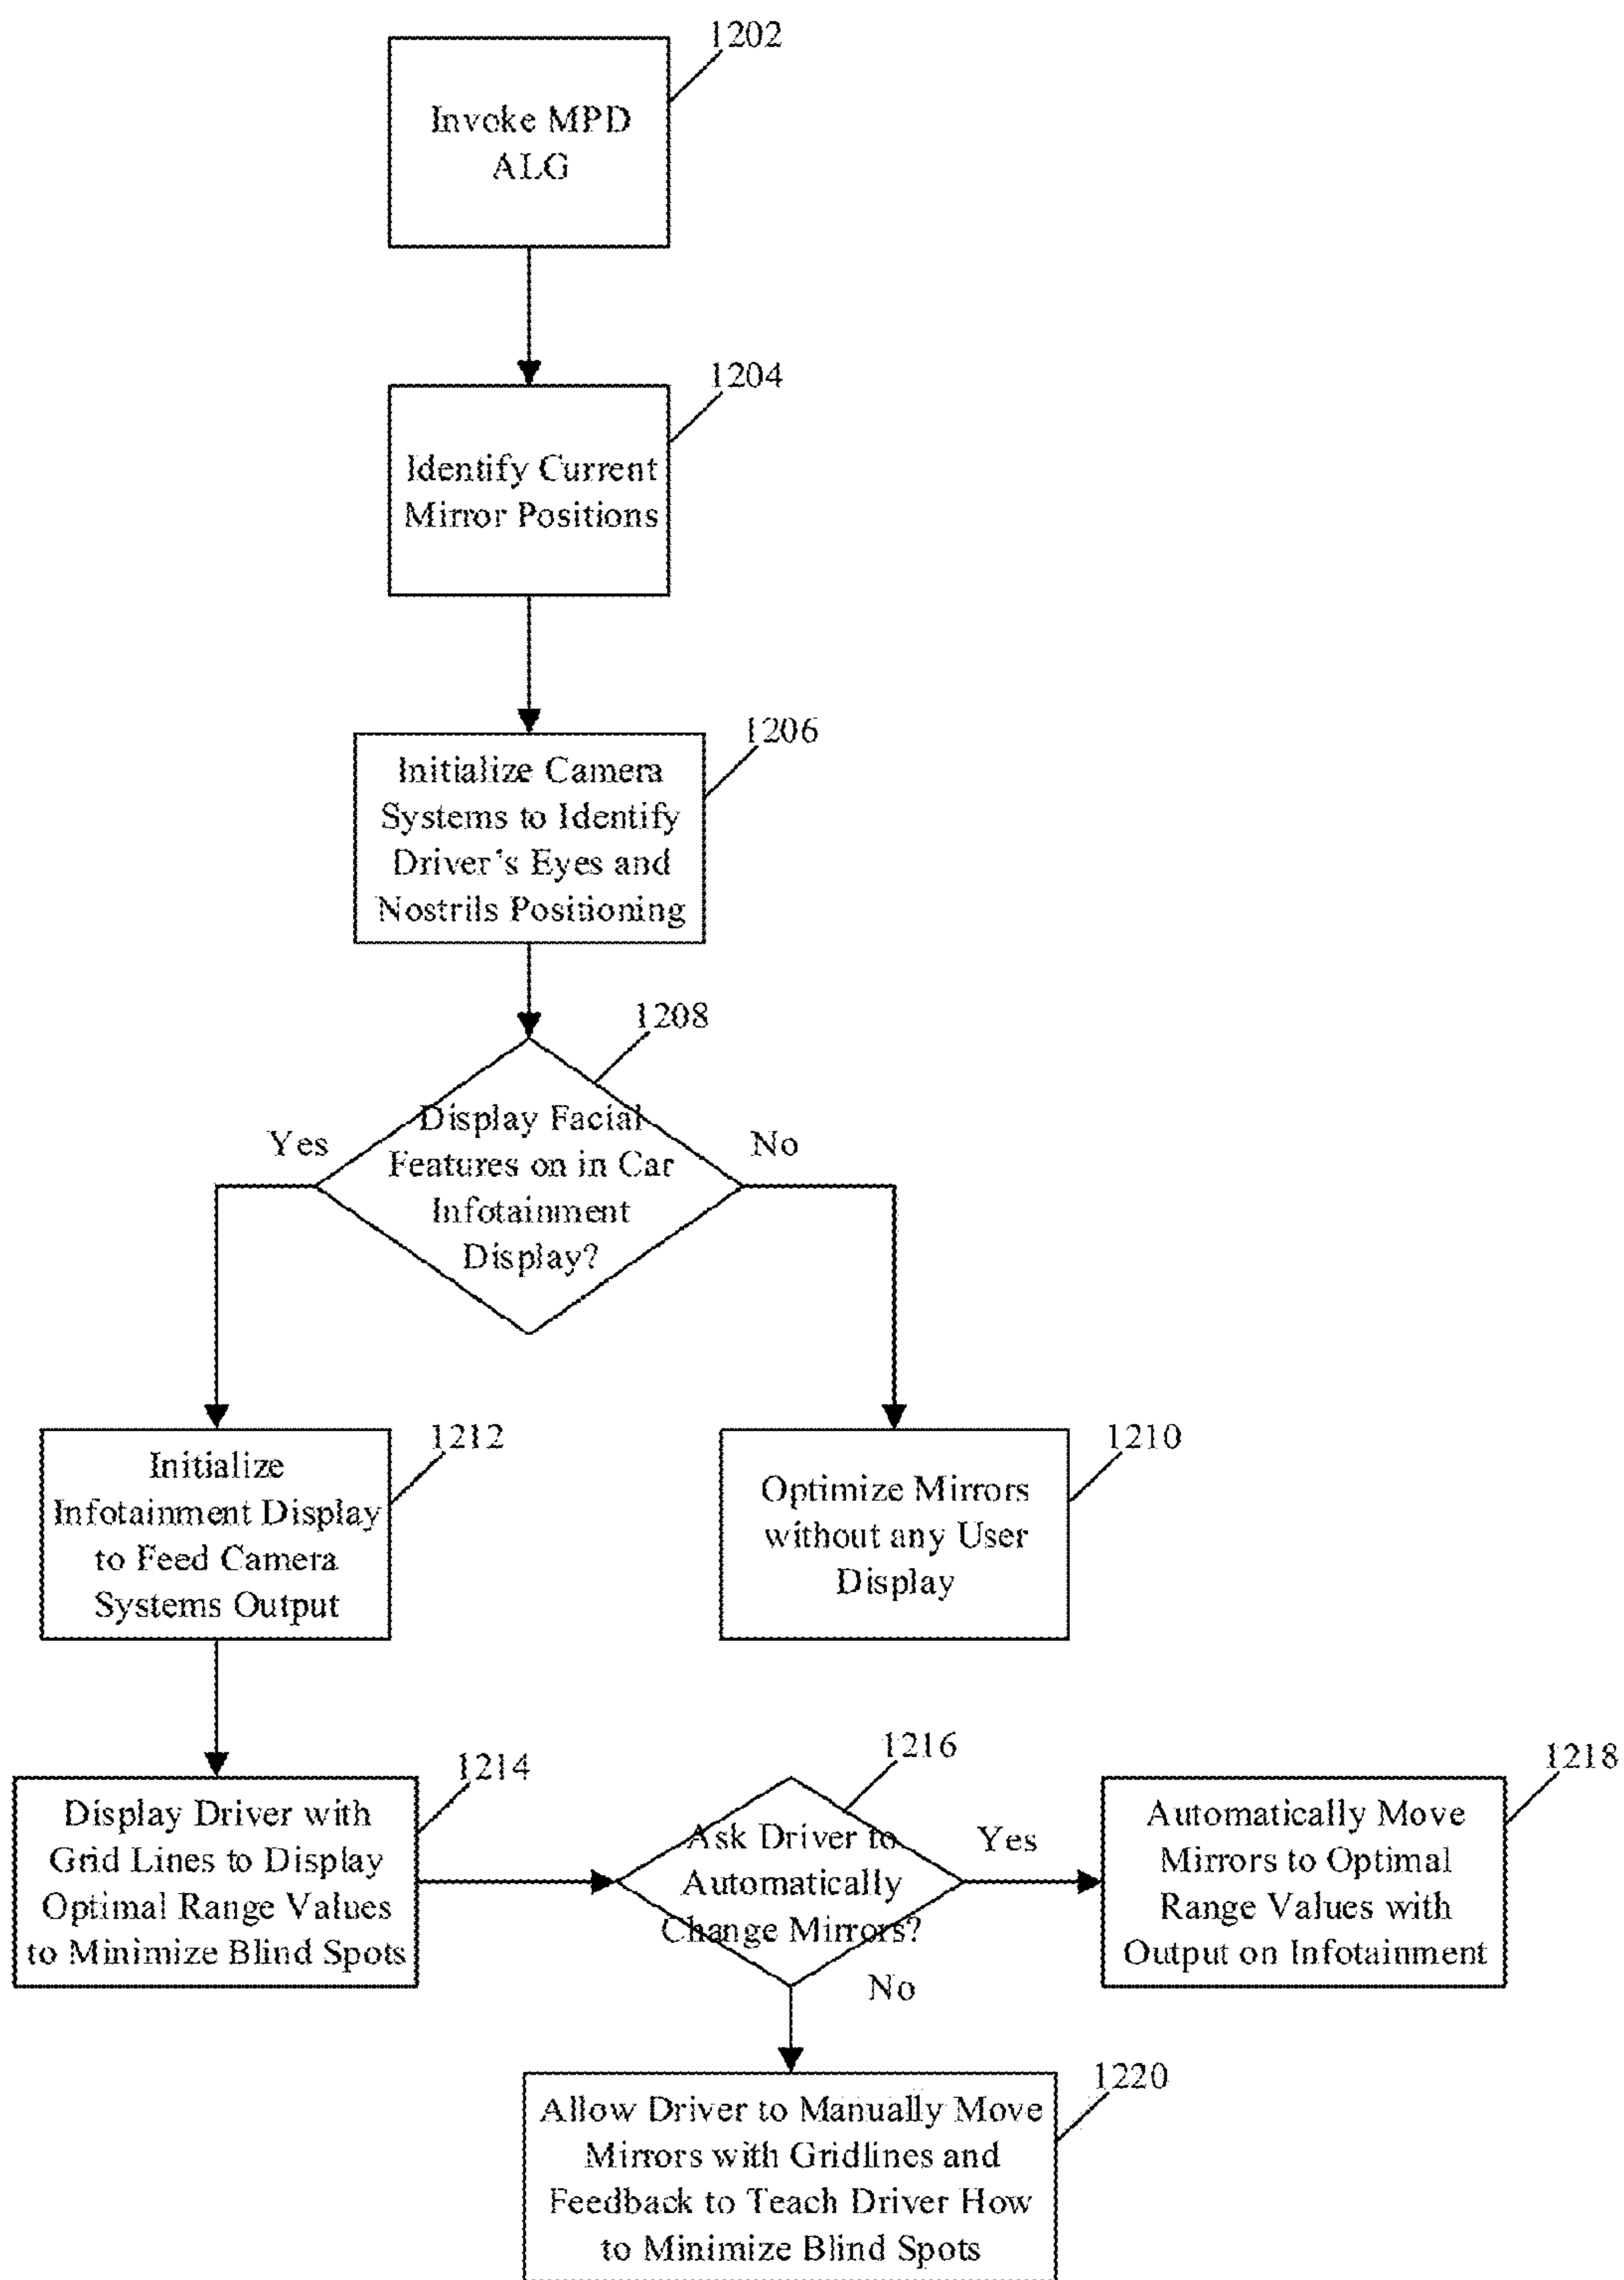 1202
Invoke MPD
ALG
1204
Identify Current
Mirror Positions
1206
Initialize Camera
Systems to Identify
Driver's Eyes and
Nostrils Positioning
1208
Display Facial
Features on in Car
Infotainment
Display?
Yes
No
1212
Initialize
Infotainment Display
to Feed Camera
Systems Output
1210
Optimize Mirrors
without any User
Display
1214
Display Driver with
Grid Lines to Display
Optimal Range Values
to Minimize Blind Spots
1216
Ask Driver to
Automatically
Change Mirrors?
Yes
No
1218
Automatically Move
Mirrors to Optimal
Range Values with
Output on Infotainment
1220
Allow Driver to Manually Move
Mirrors with Gridlines and
Feedback to Teach Driver How
to Minimize Blind Spots